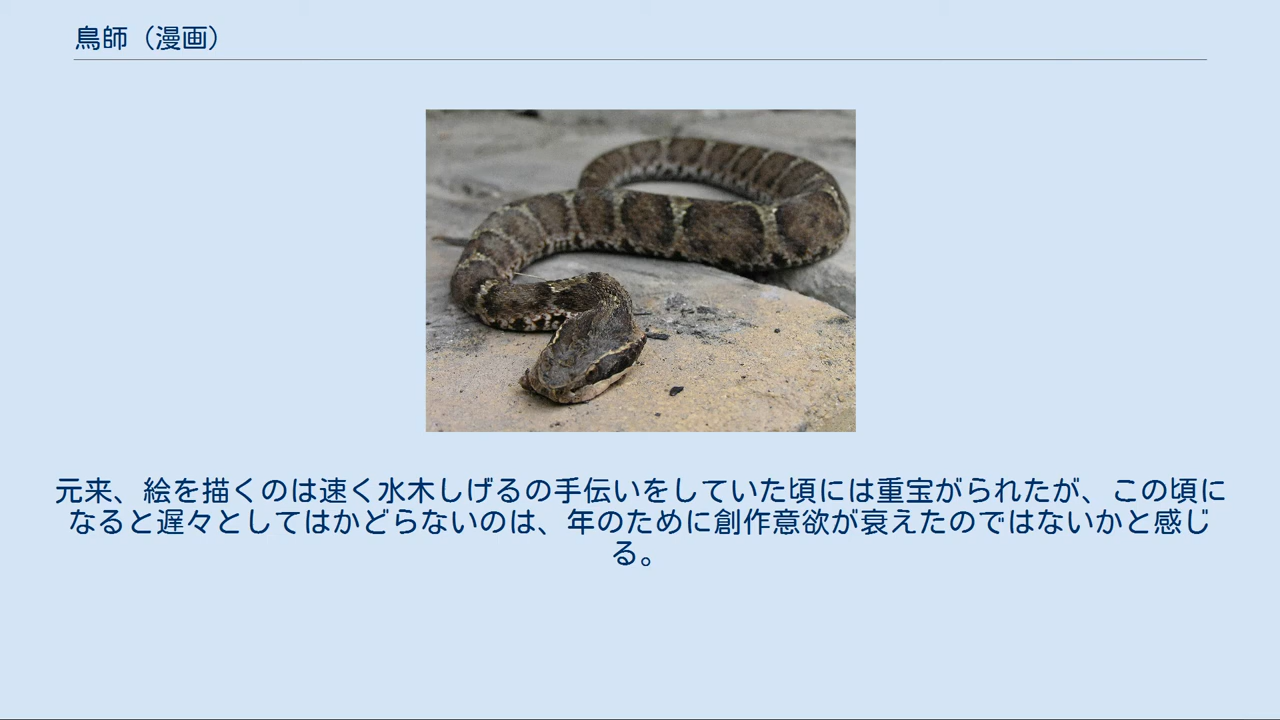 鳥師（漫画）
元来、絵を描くのは速く水木しげるの手伝いをしていた頃には重宝がられたが、この頃に
なると遅々としてはかどらないのは、年のために創作意欲が衰えたのではないかと感じ
る。